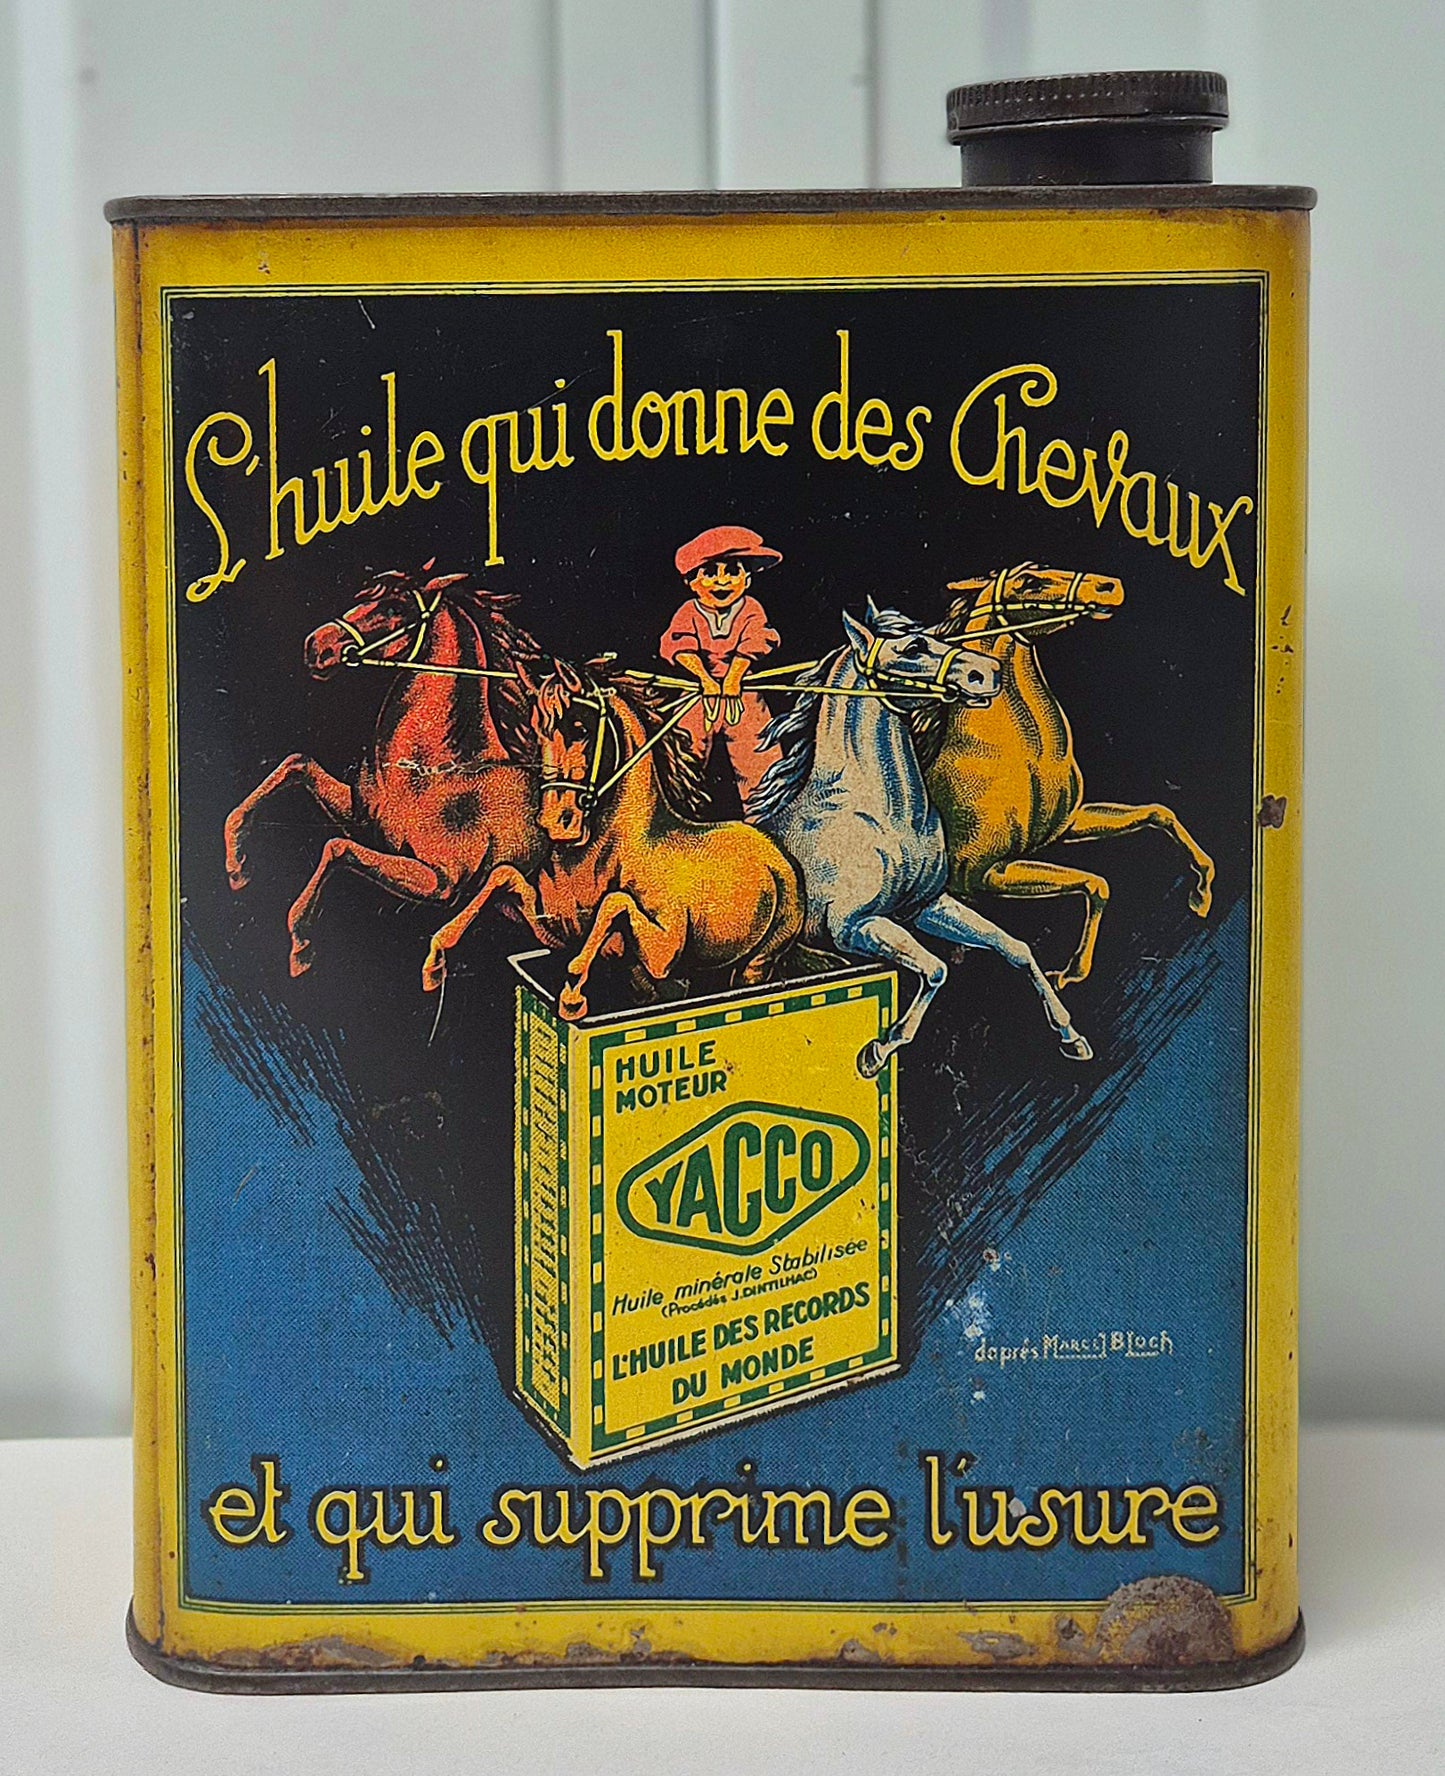 L'huile qui donne des Chevaux
HUILE
MOTEUR
YACCO
Huile minérale Stabilisée
(Procédés J.DINTILHAC)
L'HUILE DES RECORDS
DU MONDE
daprés MARCEL BLOCH
et qui supprime l'usure